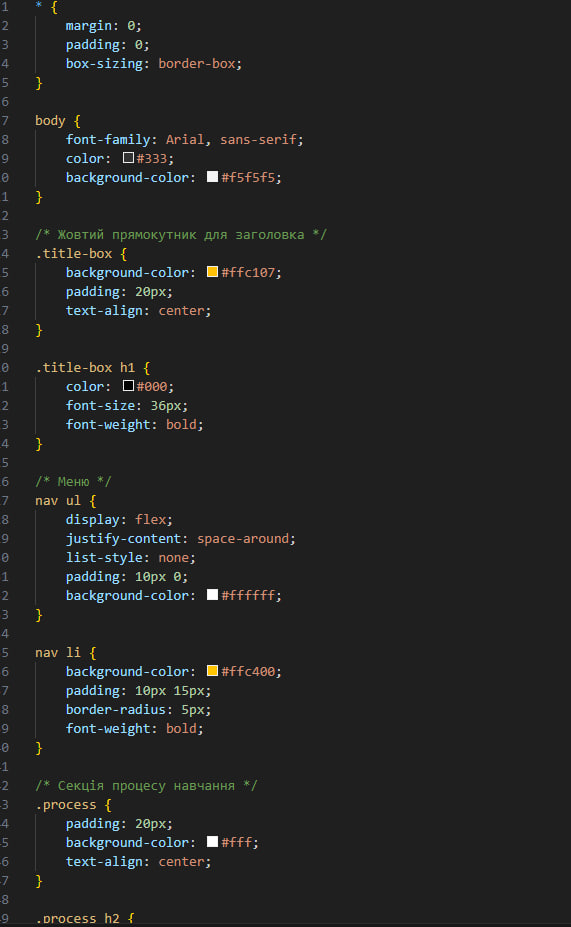 1 * {
2 margin: 0;
3 padding: 0;
4 box-sizing: border-box;
5 }
6
7 body {
8 font-family: Arial, sans-serif;
9 color: #333;
0 background-color: #f5f5f5;
1 }
2
3 /* Жовтий прямокутник для заголовка */
4 .title-box {
5 background-color: #ffc107;
6 padding: 20px;
7 text-align: center;
8 }
9
0 .title-box h1 {
1 color: #000;
2 font-size: 36px;
3 font-weight: bold;
4 }
5
6 /* Меню */
7 nav ul {
8 display: flex;
9 justify-content: space-around;
0 list-style: none;
1 padding: 10px 0;
2 background-color: #ffffff;
3 }
4
5 nav li {
6 background-color: #ffc400;
7 padding: 10px 15px;
8 border-radius: 5px;
9 font-weight: bold;
0 }
1
2 /* Секція процесу навчання */
3 .process {
4 padding: 20px;
5 background-color: #fff;
6 text-align: center;
7 }
8
9 .process h2 {